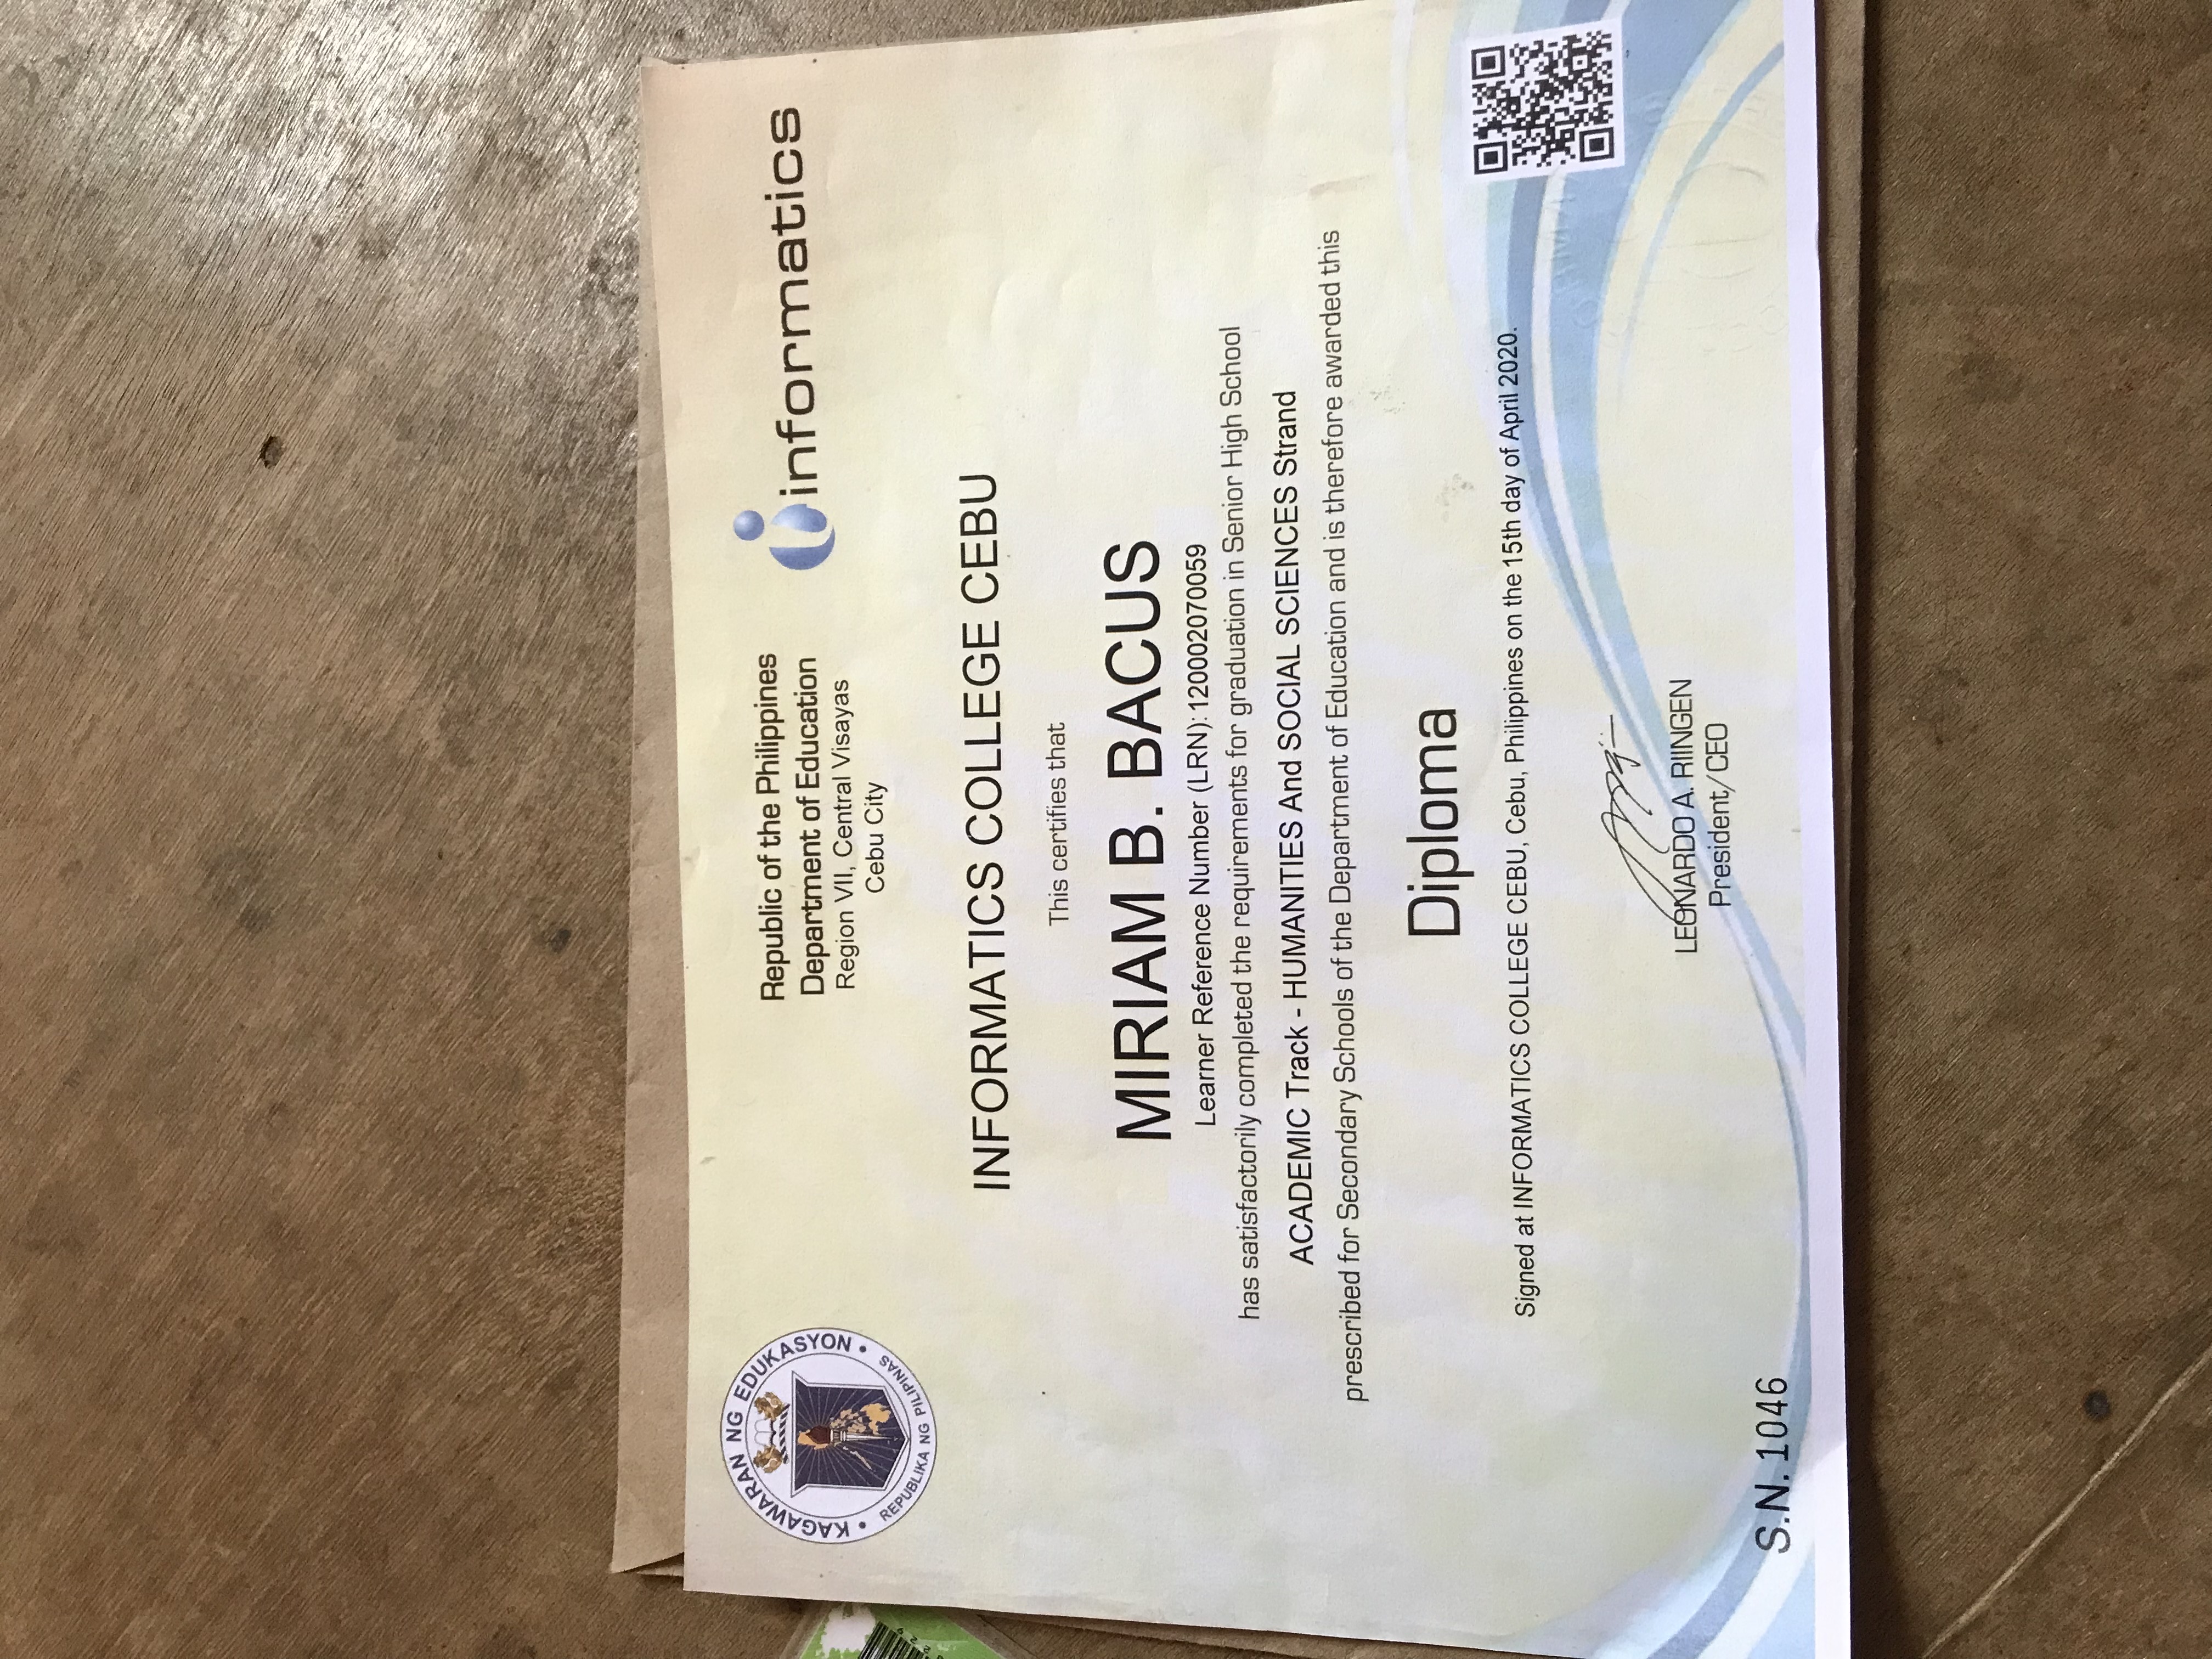 KAGAWARAN NG EDUKASYON
REPUBLIKA NG PILIPINAS
Republic of the Philippines
Department of Education
Region VII, Central Visayas
Cebu City
informatics
INFORMATICS COLLEGE CEBU
This certifies that
MIRIAM B. BACUS
Learner Reference Number (LRN): 120002070059
has satisfactorily completed the requirements for graduation in Senior High School
ACADEMIC Track - HUMANITIES And SOCIAL SCIENCES Strand
prescribed for Secondary Schools of the Department of Education and is therefore awarded this
Diploma
Signed at INFORMATICS COLLEGE CEBU, Cebu, Philippines on the 15th day of April 2020.
LEONARDO A. RIINGEN
President/CEO
S.N. 1046